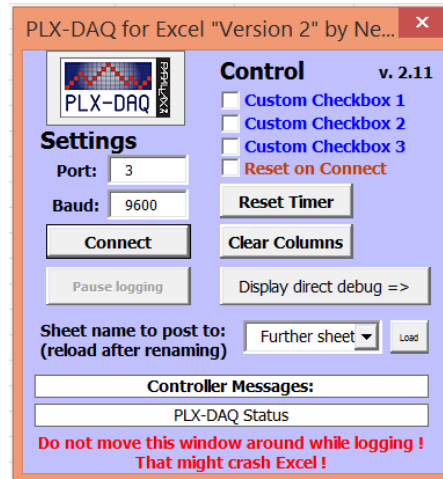 PLX-DAQ for Excel "Version 2" by Ne...
x
PLX-DAQ
Control
v. 2.11
Custom Checkbox 1
Custom Checkbox 2
Custom Checkbox 3
Reset on Connect
Settings
Port:
3
Baud:
9600
Reset Timer
Connect
Clear Columns
Pause logging
Display direct debug =>
Sheet name to post to:
(reload after renaming)
Further sheet
Load
Controller Messages:
PLX-DAQ Status
Do not move this window around while logging !
That might crash Excel !